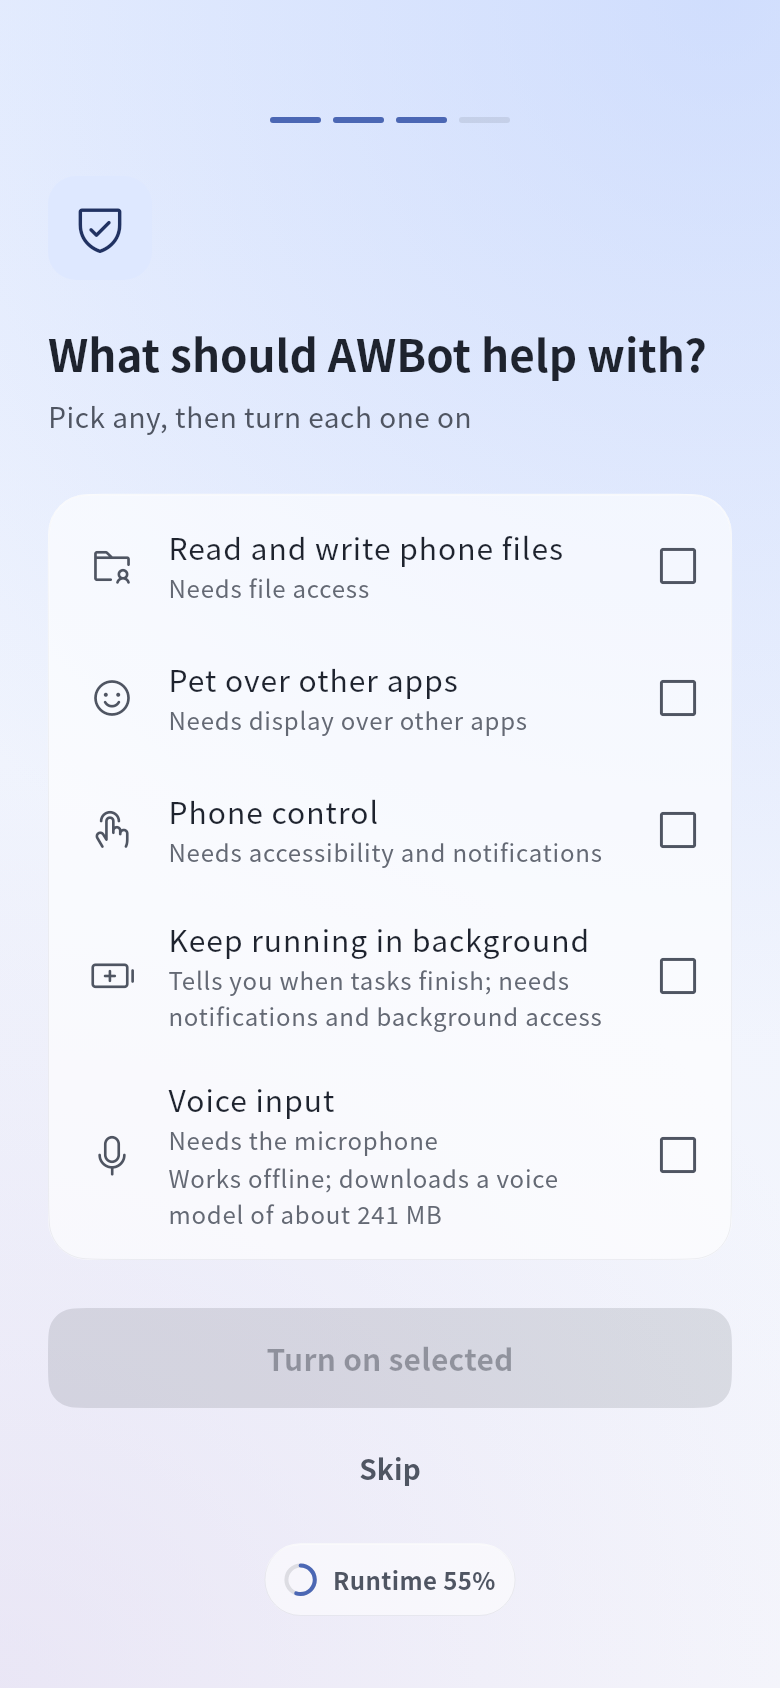 What should AWBot help with?
Pick any, then turn each one on
Read and write phone files
Needs file access
Pet over other apps
Needs display over other apps
Phone control
Needs accessibility and notifications
Keep running in background
Tells you when tasks finish; needs
notifications and background access
Voice input
Needs the microphone
Works offline; downloads a voice
model of about 241 MB
Turn on selected
Skip
Runtime 55%